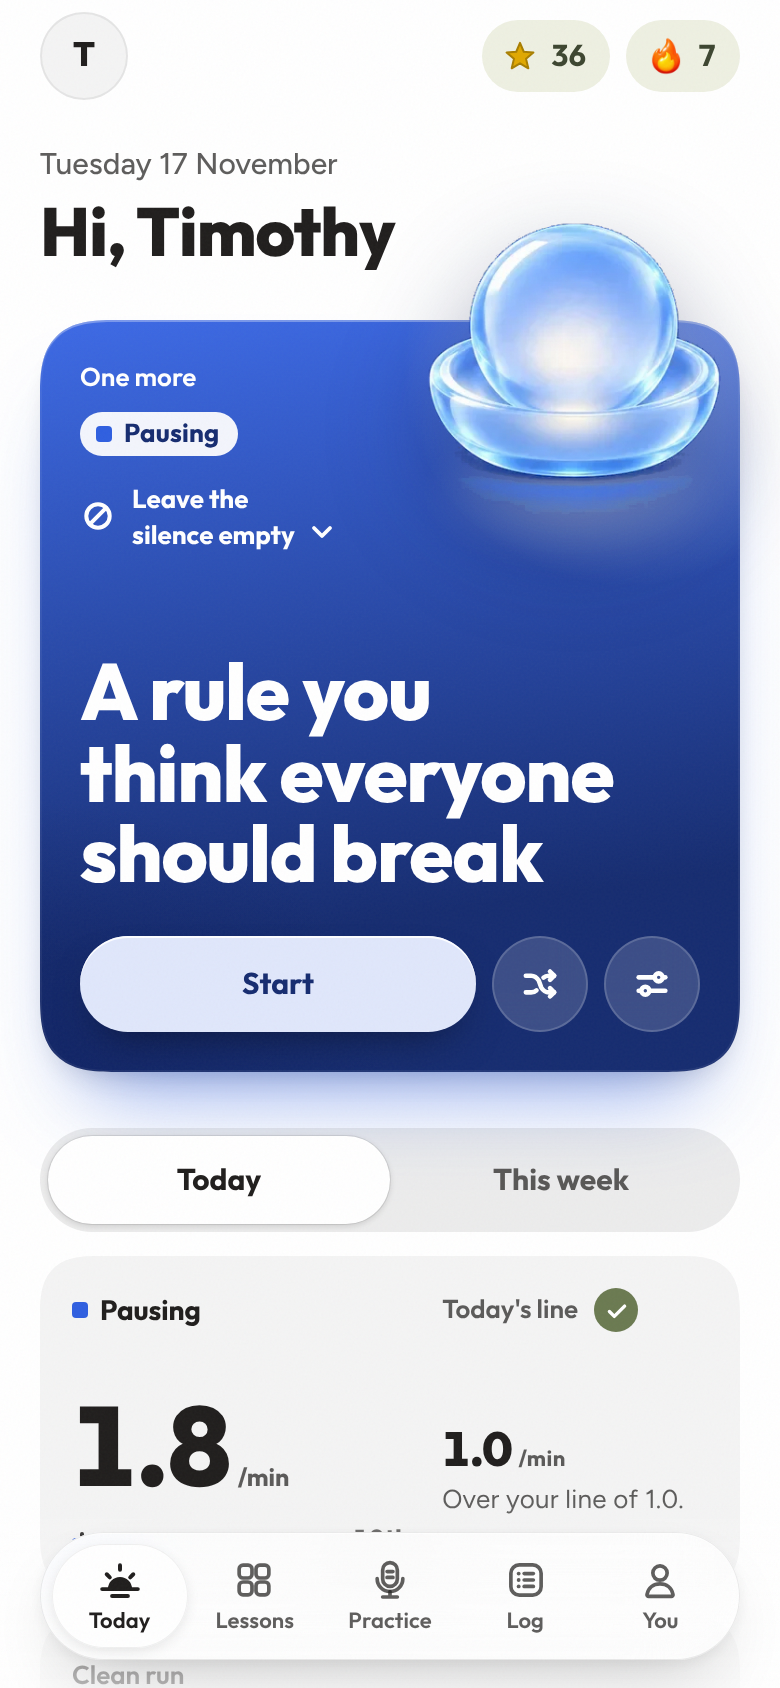 T
36
7
Tuesday 17 November
Hi, Timothy
One more
Pausing
Leave the
silence empty
A rule you
think everyone
should break
Start
Today
This week
Pausing
Today's line
1.8 /min
1.0 /min
Over your line of 1.0.
Today
Lessons
Practice
Log
You
Clean run